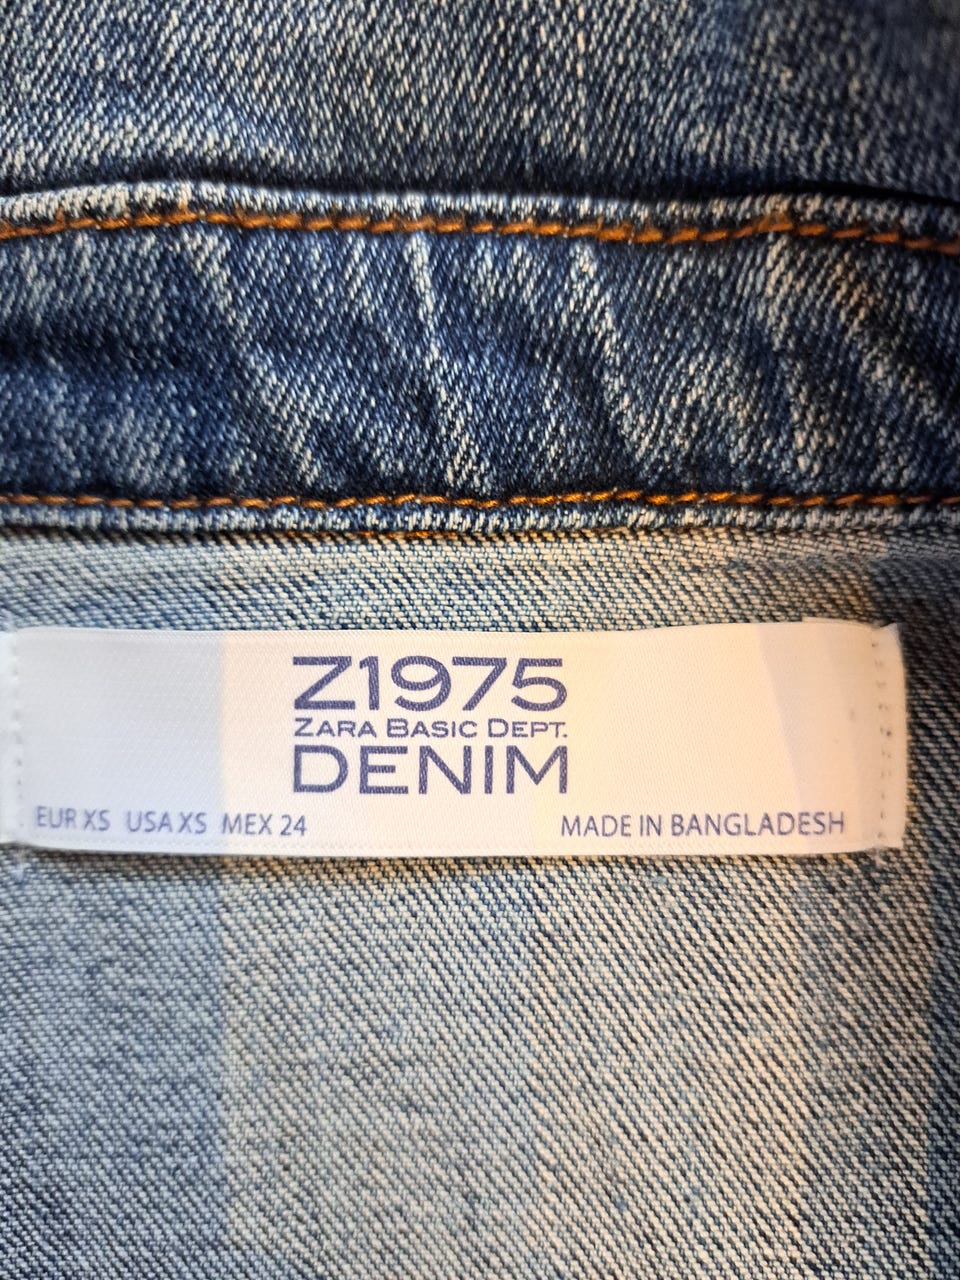 Z1975
ZARA BASIC DEPT.
DENIM
EUR XS USA XS MEX 24 MADE IN BANGLADESH